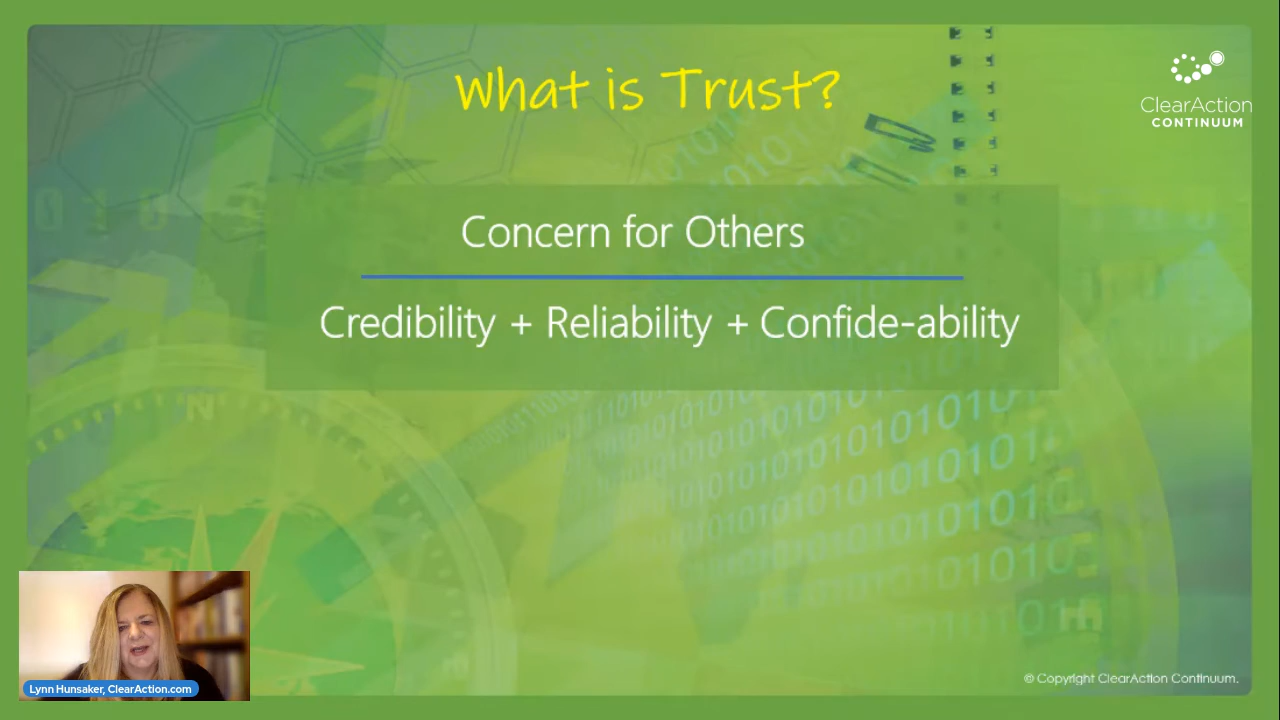 What is Trust?
ClearAction
CONTINUUM
Concern for Others
Credibility + Reliability + Confide-ability
N
Lynn Hunsaker, ClearAction.com
© Copyright ClearAction Continuum.